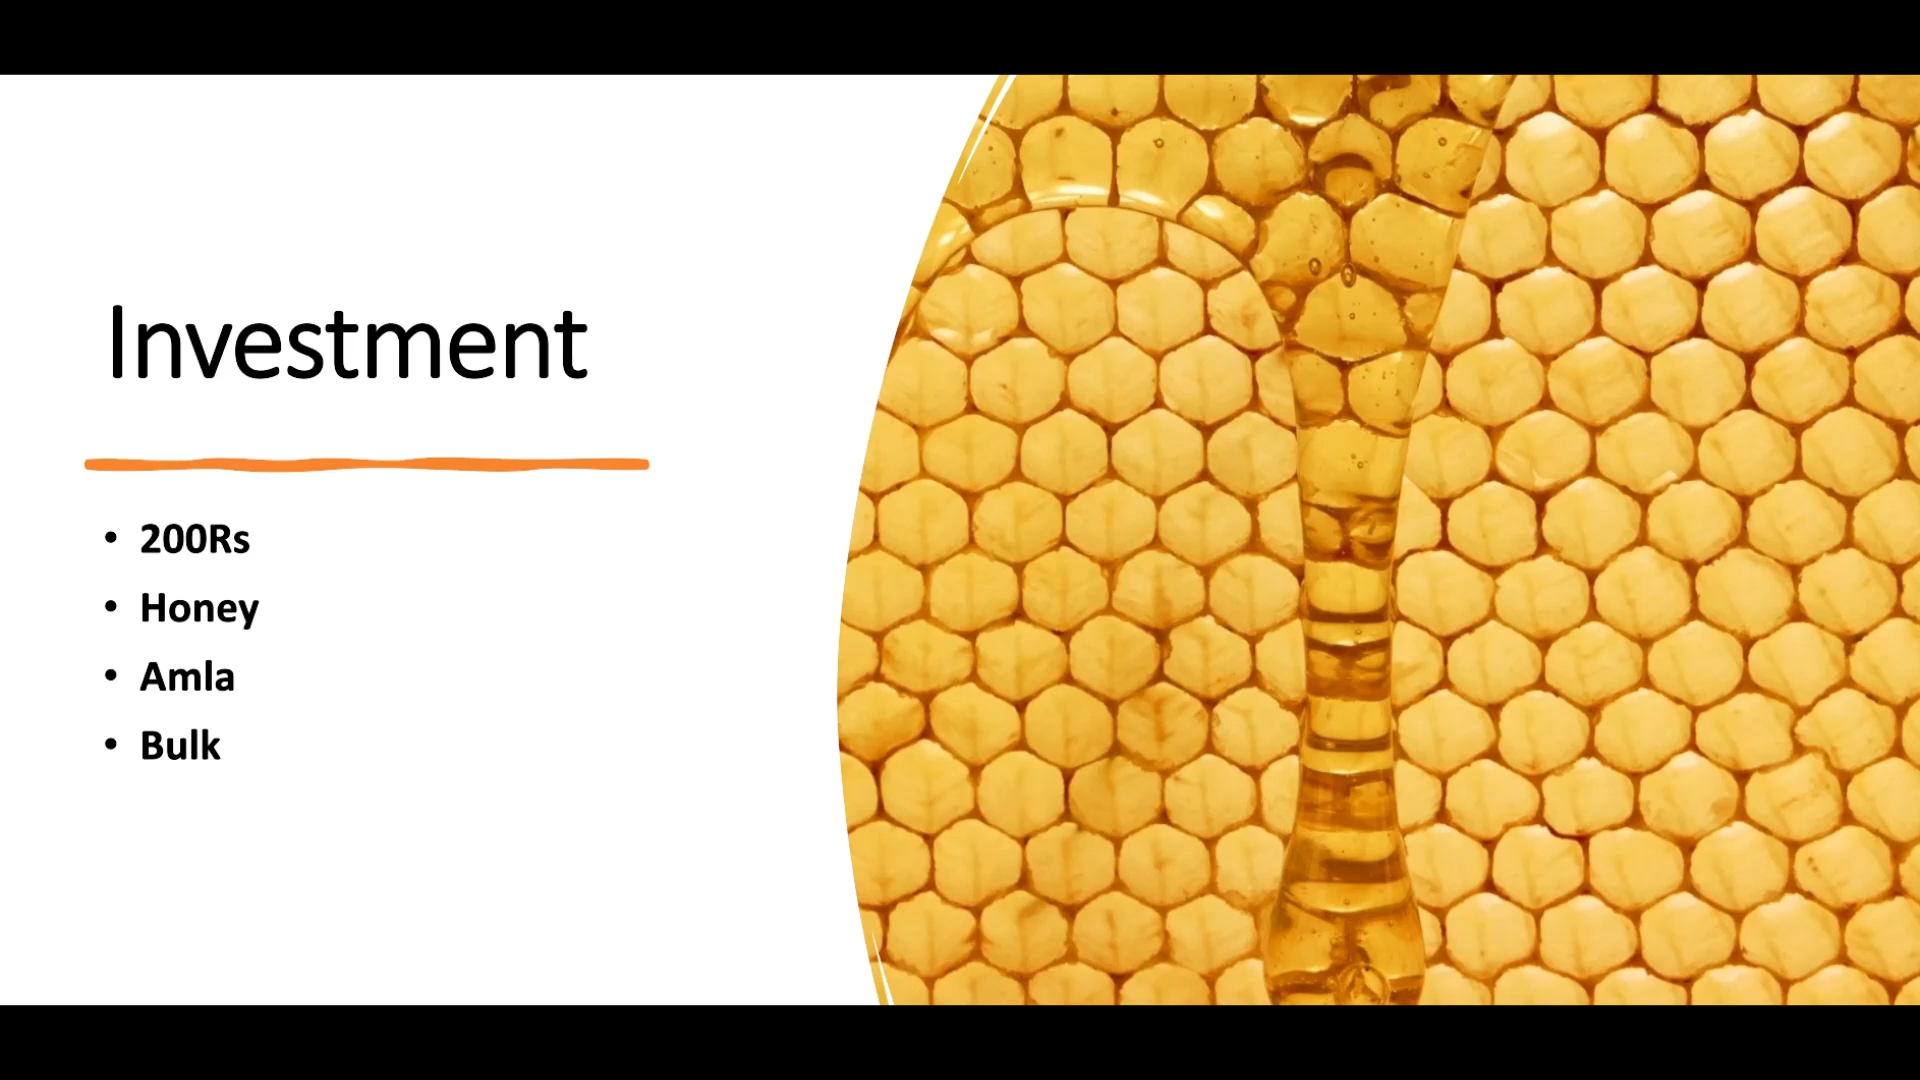 Investment
• 200Rs
• Honey
• Amla
• Bulk